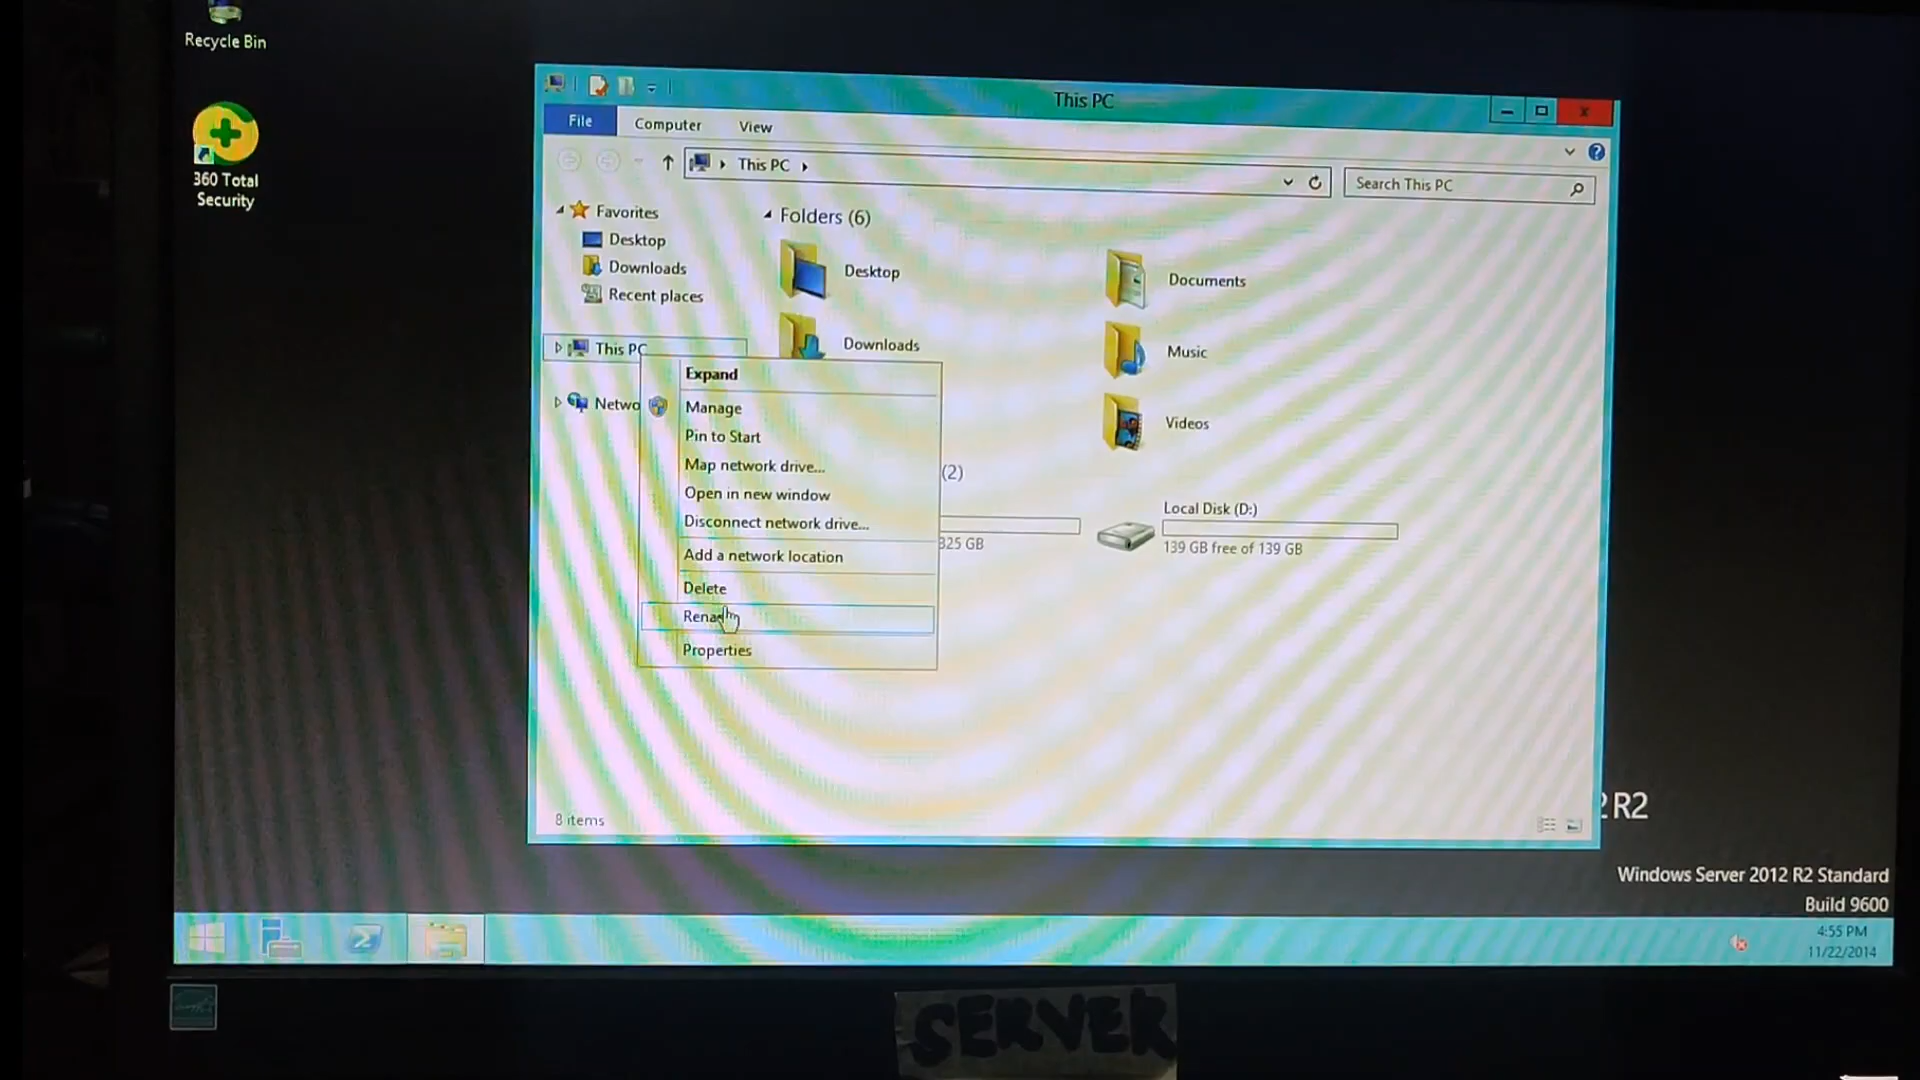 Recycle Bin
360 Total
Security
This PC
File
Computer
View
This PC
Search This PC
Favorites
Desktop
Downloads
Recent places
This PC
Netwo
Folders (6)
Desktop
Documents
Downloads
Music
Videos
(2)
Local Disk (D:)
325 GB
139 GB free of 139 GB
Expand
Manage
Pin to Start
Map network drive...
Open in new window
Disconnect network drive...
Add a network location
Delete
Rena
Properties
8 items
2 R2
Windows Server 2012 R2 Standard
Build 9600
4:55 PM
11/22/2014
SERVER